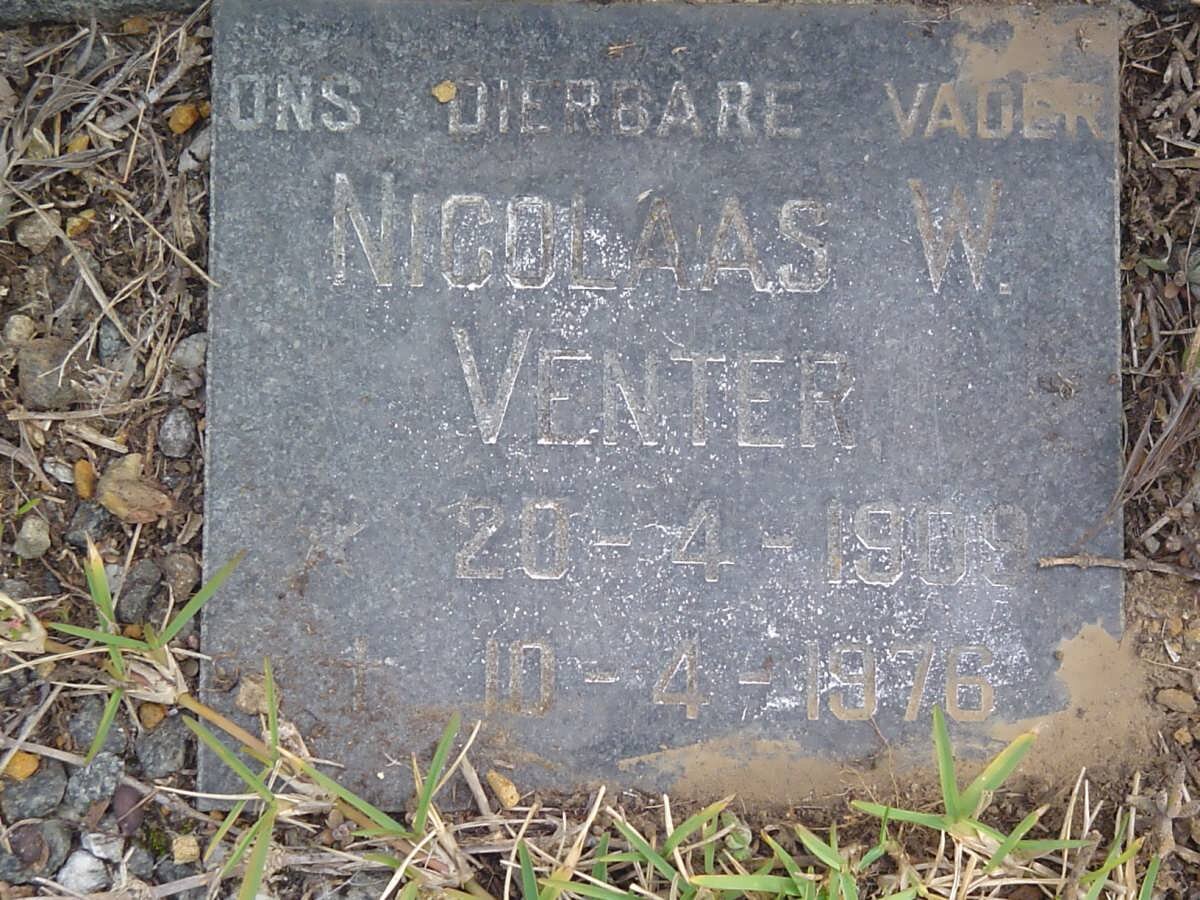 ONS DIERBARE VADER
NICOLAAS W.
VENTER
20 - 4 - 1909
10 - 4 - 1976